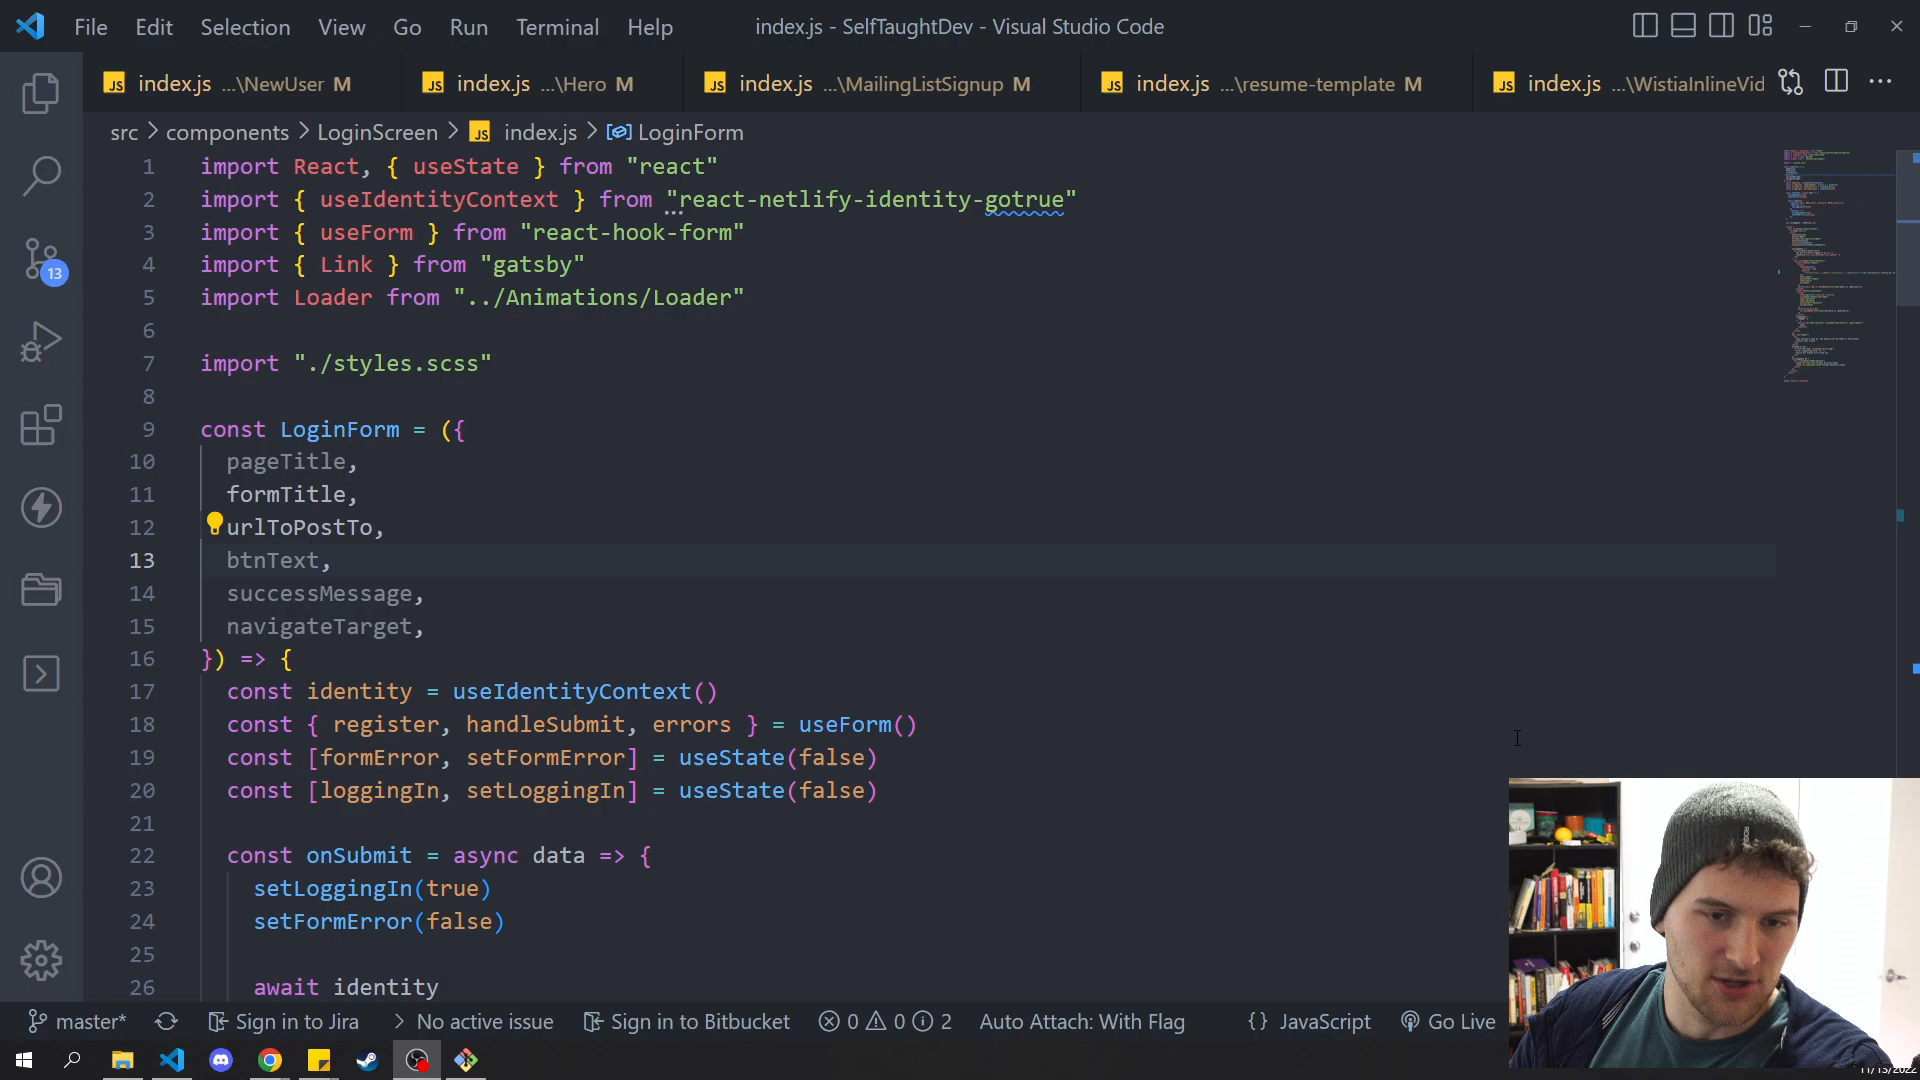 File Edit Selection View Go Run Terminal Help index.js - SelfTaughtDev - Visual Studio Code
JS index.js ...\NewUser M JS index.js ...\Hero M JS index.js ...\MailingListSignup M JS index.js ...\resume-template M JS index.js ...\WistiaInlineVid
src > components > LoginScreen > JS index.js > LoginForm
1 import React, { useState } from "react"
2 import { useIdentityContext } from "react-netlify-identity-gotrue"
3 import { useForm } from "react-hook-form"
4 import { Link } from "gatsby"
5 import Loader from "../Animations/Loader"
6
7 import "./styles.scss"
8
9 const LoginForm = ({
10 pageTitle,
11 formTitle,
12 urlToPostTo,
13 btnText,
14 successMessage,
15 navigateTarget,
16 }) => {
17 const identity = useIdentityContext()
18 const { register, handleSubmit, errors } = useForm()
19 const [formError, setFormError] = useState(false)
20 const [loggingIn, setLoggingIn] = useState(false)
21
22 const onSubmit = async data => {
23 setLoggingIn(true)
24 setFormError(false)
25
26 await identity
13
master* Sign in to Jira > No active issue Sign in to Bitbucket 0 0 2 Auto Attach: With Flag {} JavaScript Go Live
11/13/2022